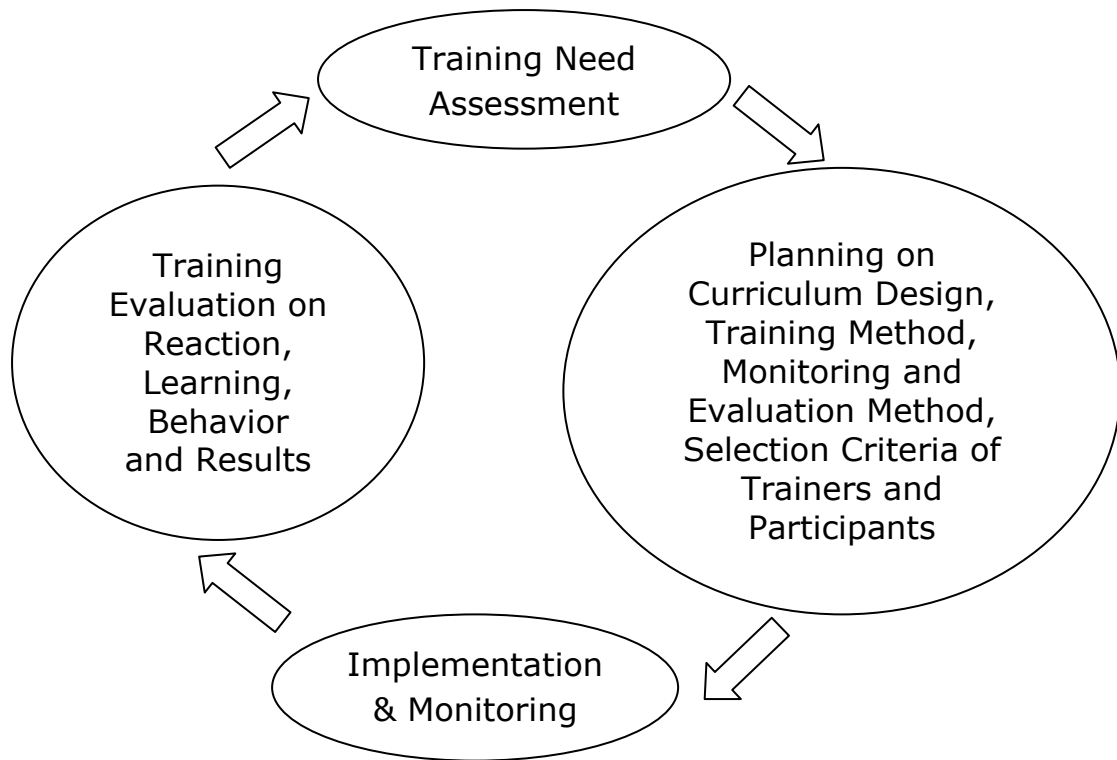 Training Need
Assessment
Planning on
Curriculum Design,
Training Method,
Monitoring and
Evaluation Method,
Selection Criteria of
Trainers and
Participants
Implementation
& Monitoring
Training
Evaluation on
Reaction,
Learning,
Behavior
and Results